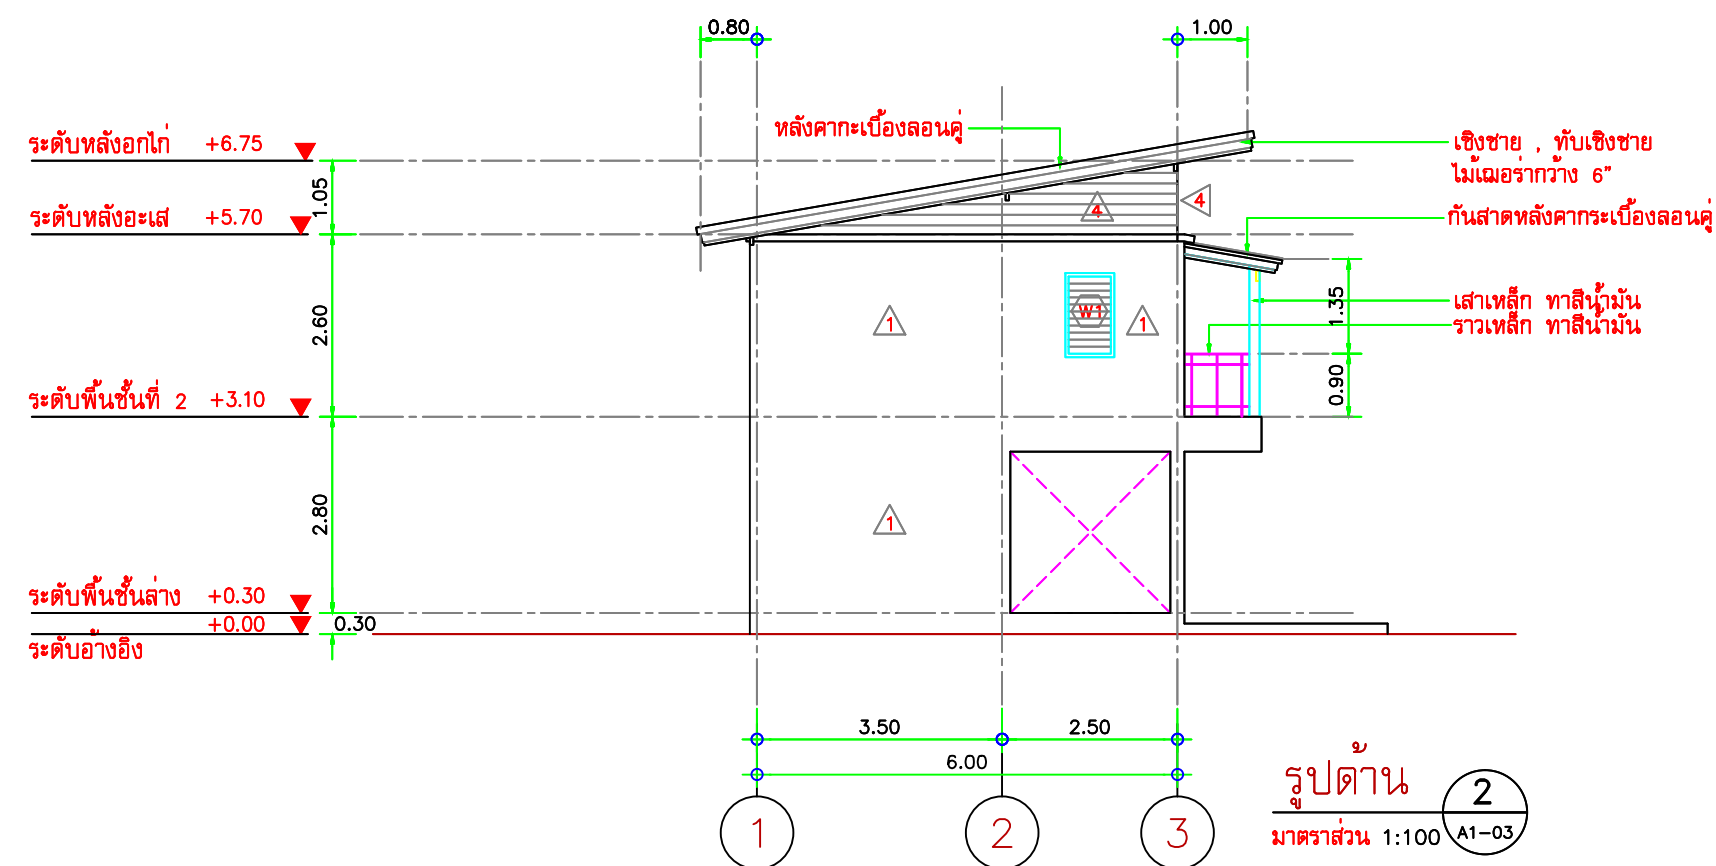 0.80
1.00
หลังคากะเบื้องลอนคู่
ระดับหลังอกไก่ +6.75
เชิงชาย , ทับเชิงชาย
ไม้เฌอร่ากว้าง 6"
1.05
4
4
ระดับหลังอะเส +5.70
กันสาดหลังคากระเบื้องลอนคู่
2.60
1
W1
1
1.35
เสาเหล็ก ทาสีน้ำมัน
ราวเหล็ก ทาสีน้ำมัน
0.90
ระดับพื้นชั้นที่ 2 +3.10
2.80
1
ระดับพื้นชั้นล่าง +0.30
+0.00
0.30
ระดับอ้างอิง
3.50
2.50
6.00
1
2
3
รูปด้าน
2
มาตราส่วน 1:100
A1-03